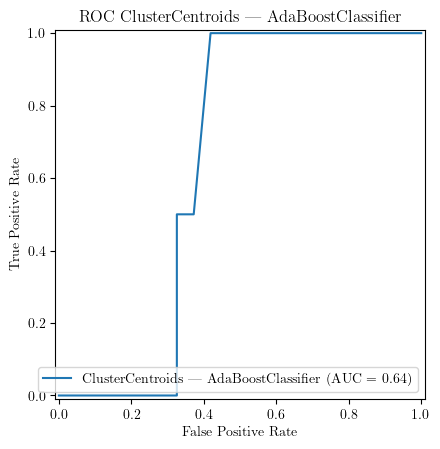 ROC ClusterCentroids — AdaBoostClassifier
1.0
0.8
0.6
0.4
0.2
0.0
True Positive Rate
ClusterCentroids — AdaBoostClassifier (AUC = 0.64)
0.0 0.2 0.4 0.6 0.8 1.0
False Positive Rate